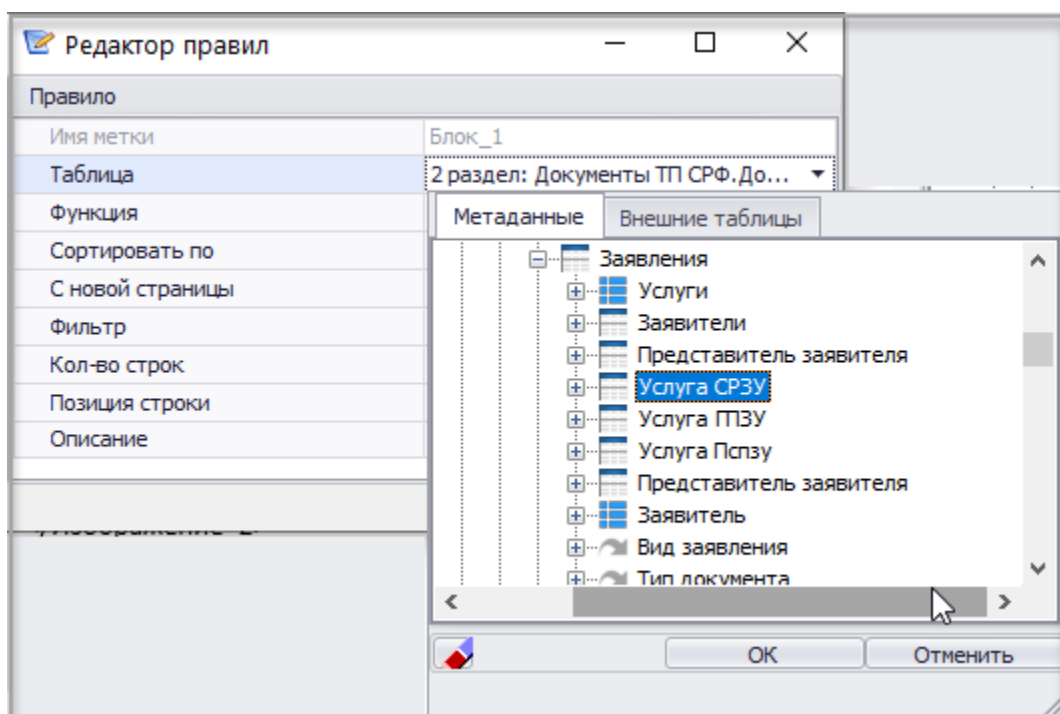 Редактор правил
Правило
Имя метки Блок_1
Таблица 2 раздел: Документы ТП СРФ.До...
Функция
Сортировать по
С новой страницы
Фильтр
Кол-во строк
Позиция строки
Описание
Метаданные Внешние таблицы
Заявления
Услуги
Заявители
Представитель заявителя
Услуга СРЗУ
Услуга ГПЗУ
Услуга Пспзу
Представитель заявителя
Заявитель
Вид заявления
Тип документа
ОК Отменить